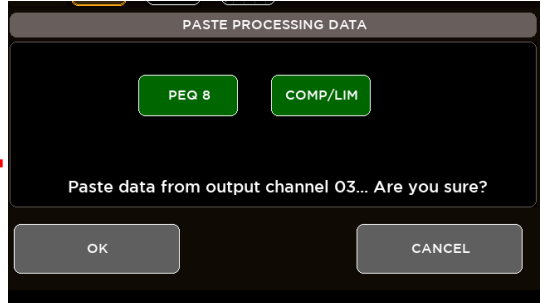 PASTE PROCESSING DATA
PEQ 8
COMP/LIM
Paste data from output channel 03... Are you sure?
OK
CANCEL